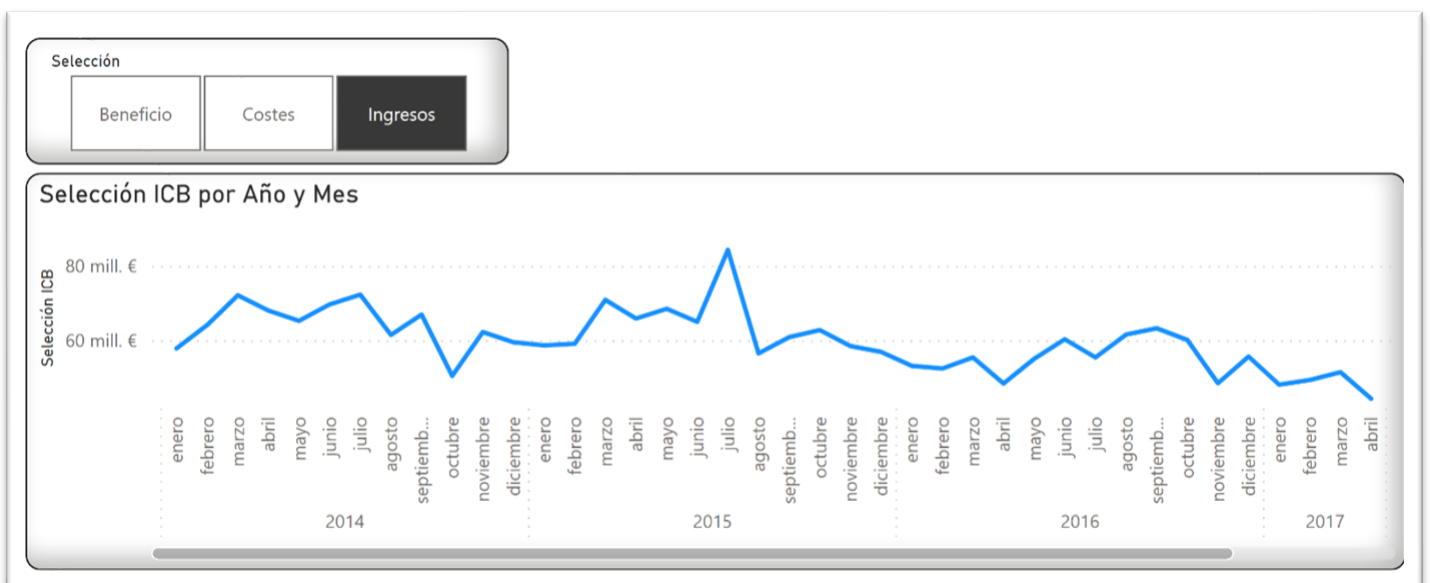 Selección
Beneficio Costes Ingresos
Selección ICB por Año y Mes
Selección ICB
80 mill. €
60 mill. €
enero febrero marzo abril mayo junio julio agosto septiemb... octubre noviembre diciembre enero febrero marzo abril mayo junio julio agosto septiemb... octubre noviembre diciembre enero febrero marzo abril mayo junio julio agosto septiemb... octubre noviembre diciembre enero febrero marzo abril
2014 2015 2016 2017